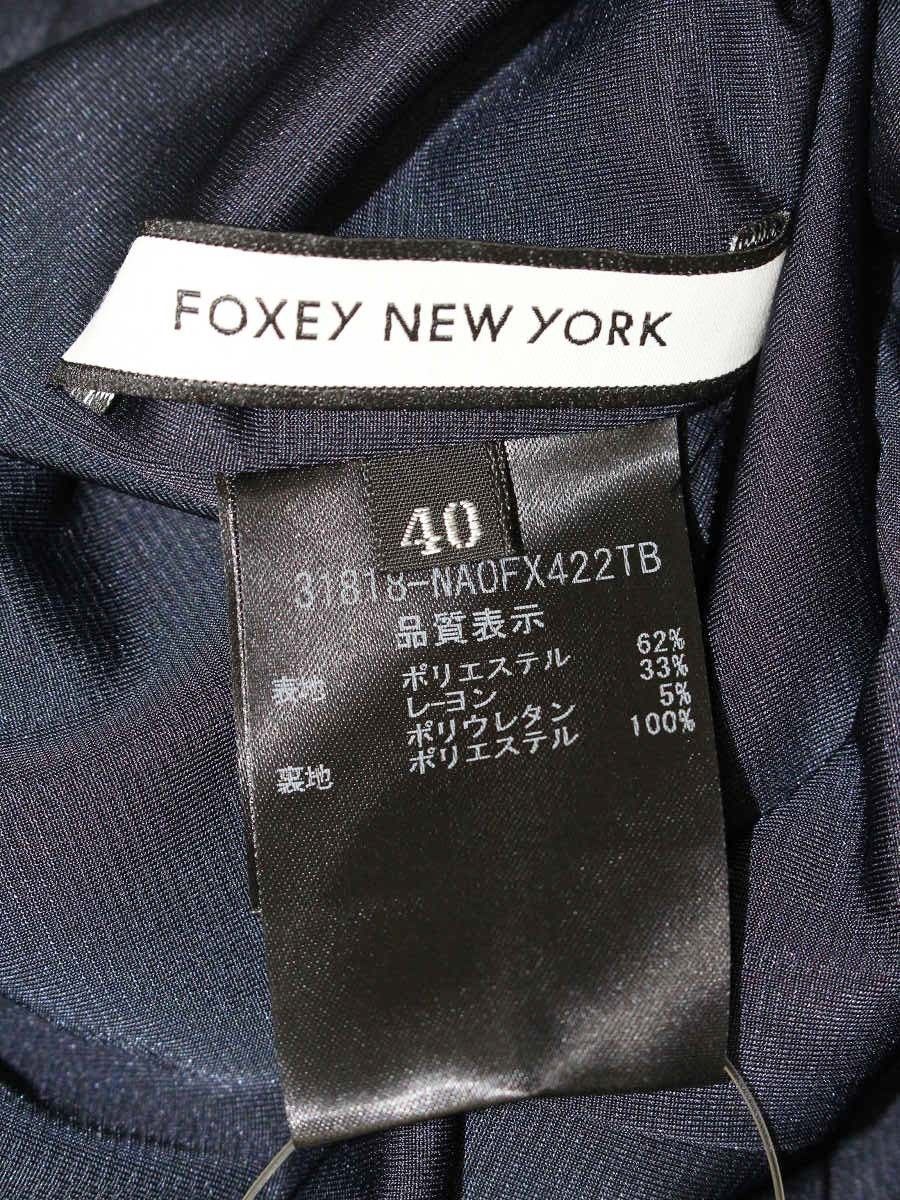 FOXEY NEW YORK
40
31818-NAOFX422TB
品質表示
表地 ポリエステル 62%
レーヨン 33%
ポリウレタン 5%
裏地 ポリエステル 100%